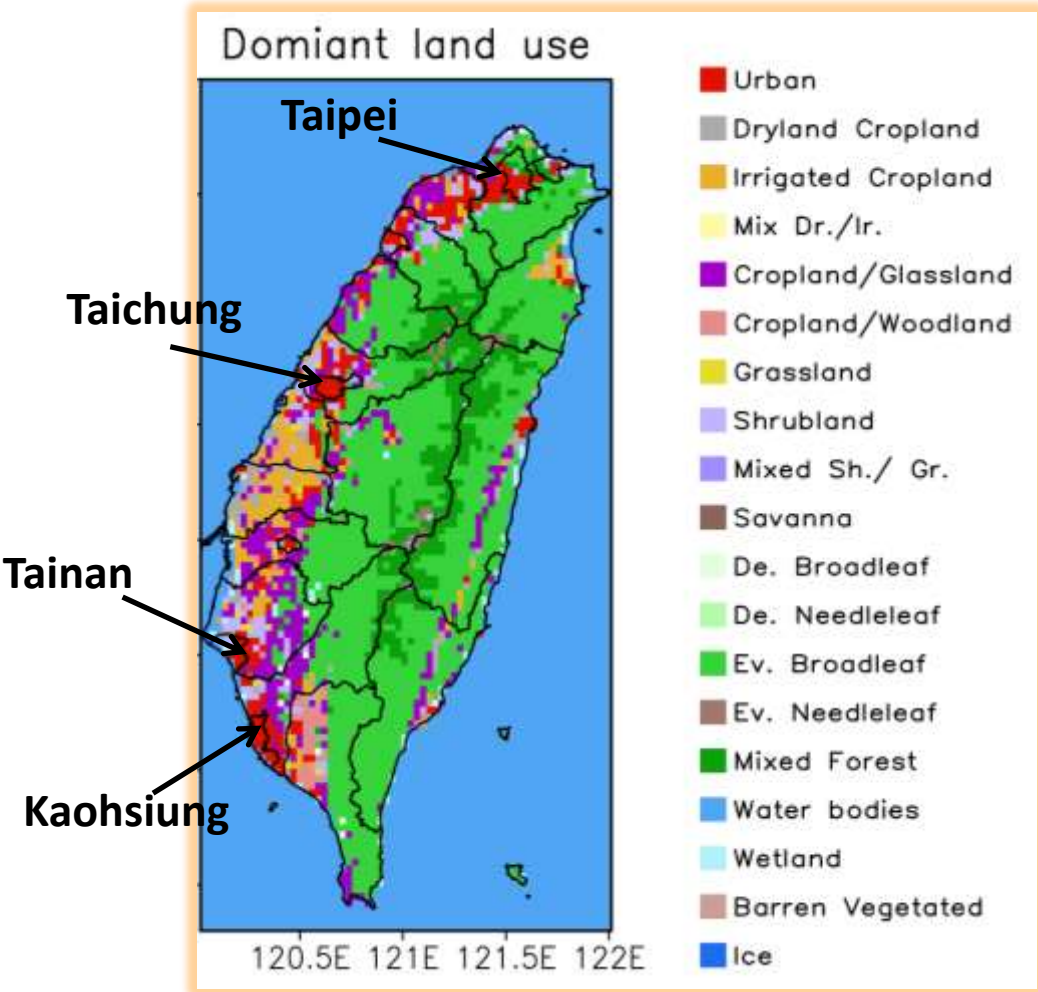 Domiant land use
Taipei
Taichung
Tainan
Kaohsiung
120.5E 121E 121.5E 122E
Urban
Dryland Cropland
Irrigated Cropland
Mix Dr./Ir.
Cropland/Glassland
Cropland/Woodland
Grassland
Shrubland
Mixed Sh./ Gr.
Savanna
De. Broadleaf
De. Needleleaf
Ev. Broadleaf
Ev. Needleleaf
Mixed Forest
Water bodies
Wetland
Barren Vegetated
Ice